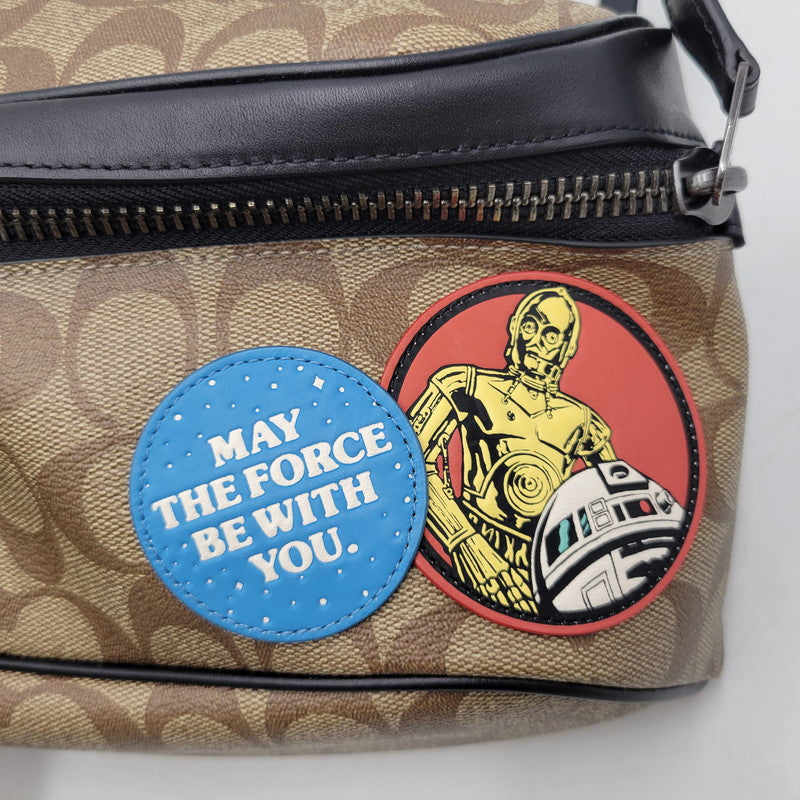 MAY
THE FORCE
BE WITH
YOU.